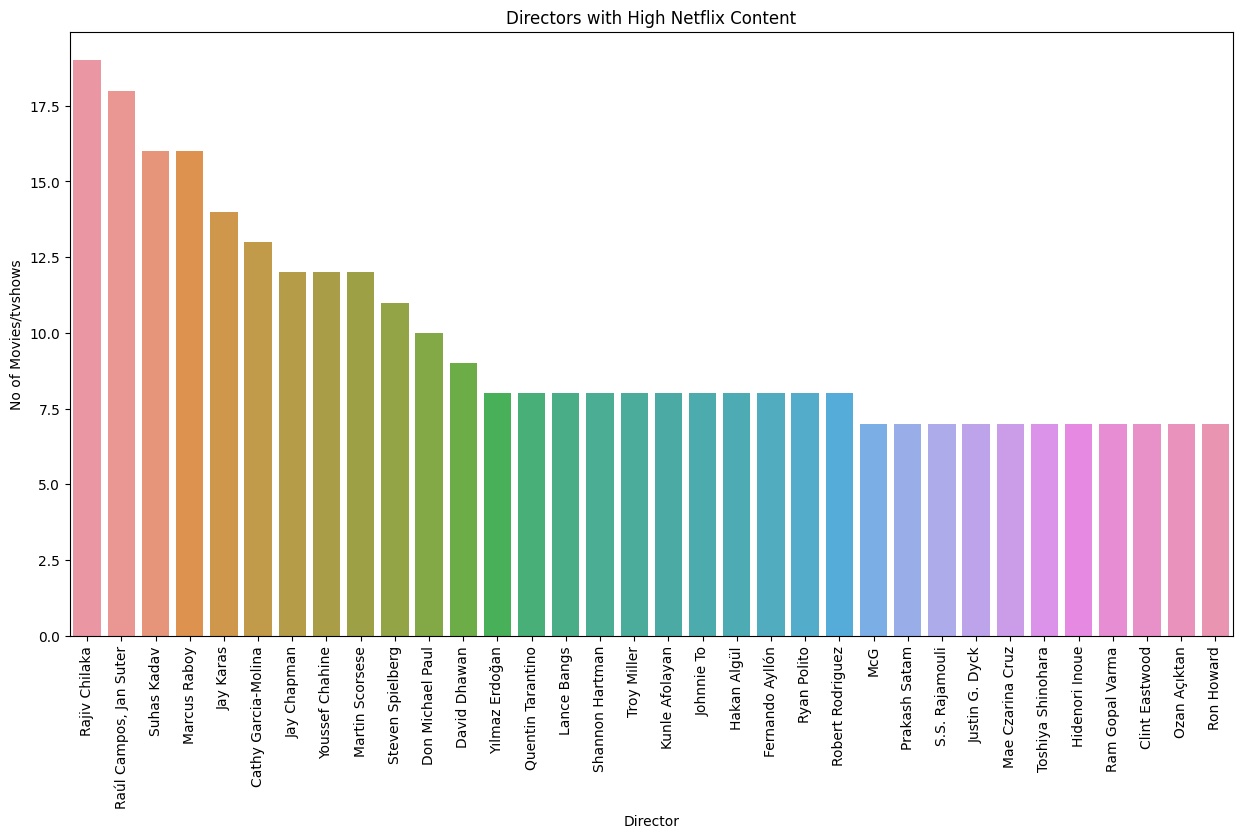 Directors with High Netflix Content
No of Movies/tvshows
17.5
15.0
12.5
10.0
7.5
5.0
2.5
0.0
Rajiv Chilaka
Raúl Campos, Jan Suter
Suhas Kadav
Marcus Raboy
Jay Karas
Cathy Garcia-Molina
Jay Chapman
Youssef Chahine
Martin Scorsese
Steven Spielberg
Don Michael Paul
David Dhawan
Yılmaz Erdoğan
Quentin Tarantino
Lance Bangs
Shannon Hartman
Troy Miller
Kunle Afolayan
Johnnie To
Hakan Algül
Fernando Ayllón
Ryan Polito
Robert Rodriguez
McG
Prakash Satam
S.S. Rajamouli
Justin G. Dyck
Mae Czarina Cruz
Toshiya Shinohara
Hidenori Inoue
Ram Gopal Varma
Clint Eastwood
Ozan Açıktan
Ron Howard
Director